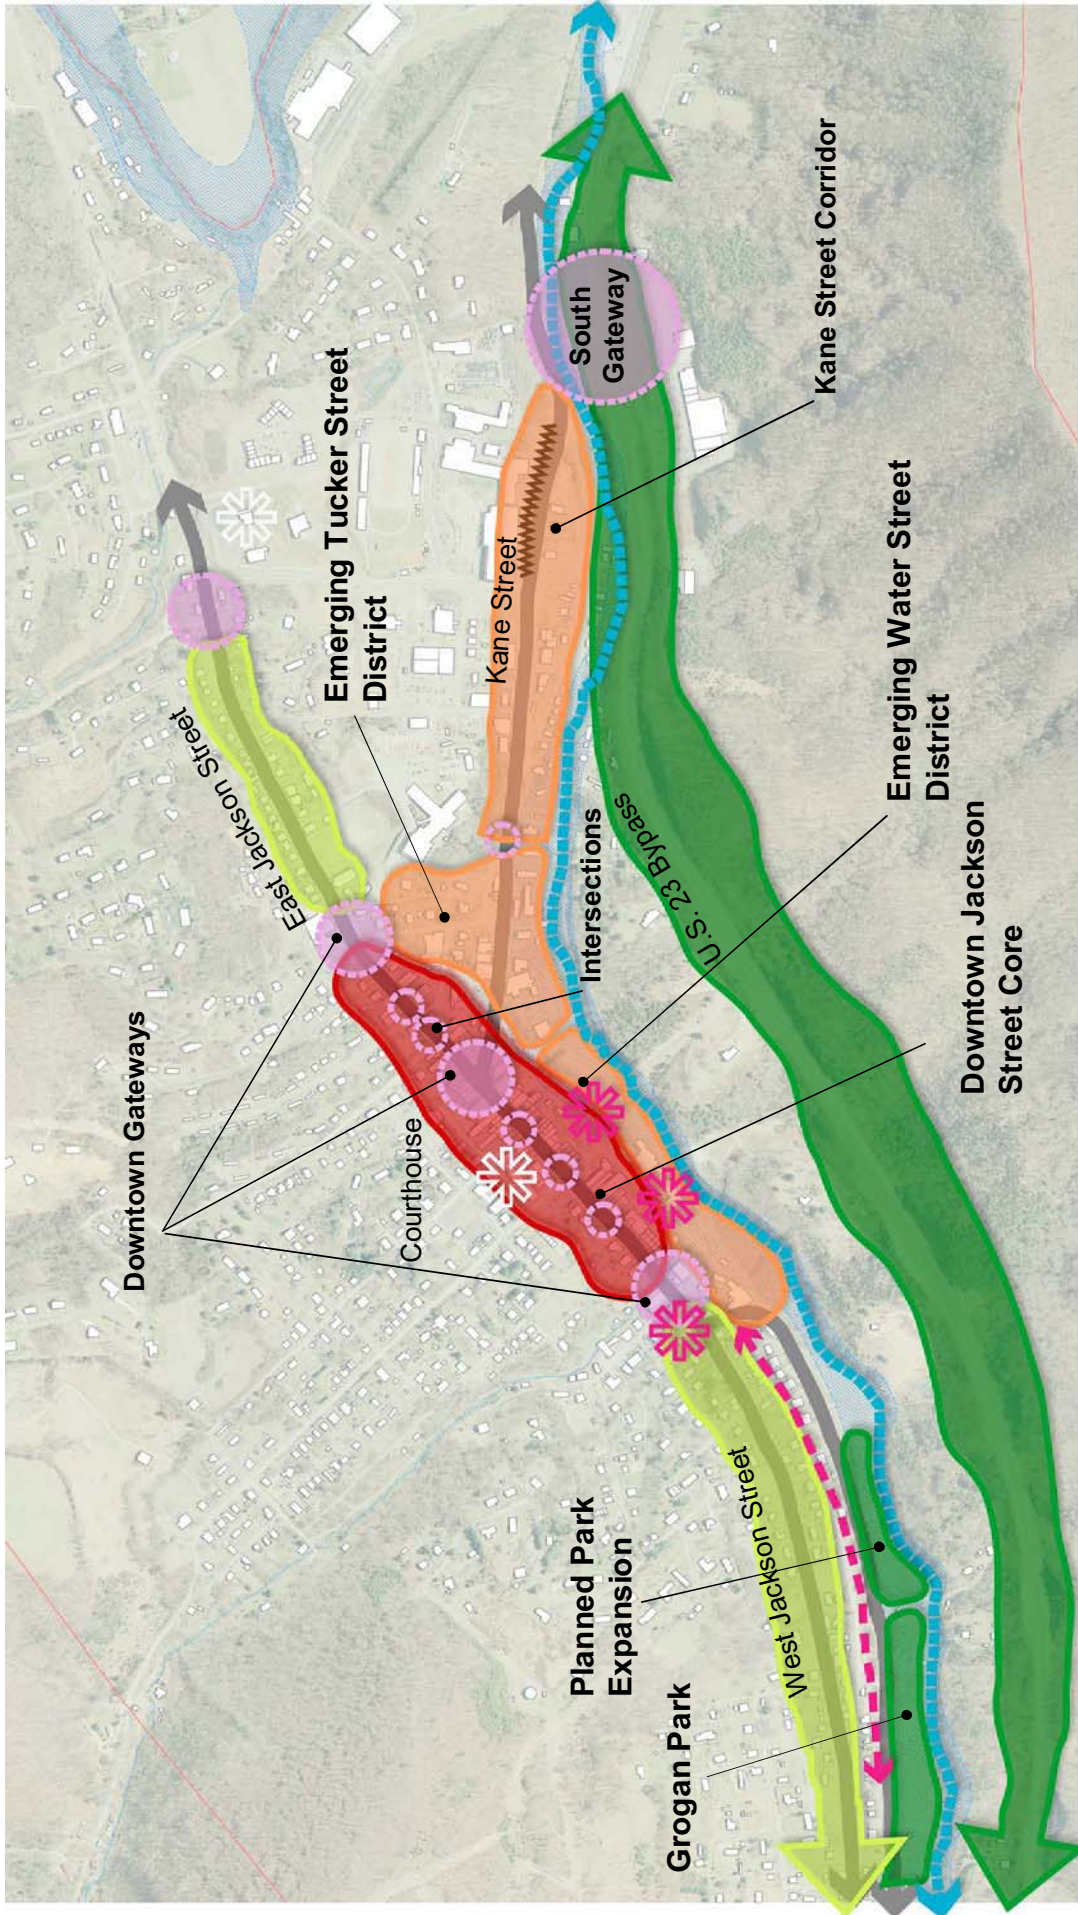 Downtown Gateways
Courthouse
East Jackson Street
Emerging Tucker Street
District
Kane Street
South
Gateway
Kane Street Corridor
Intersections
U.S. 23 Bypass
Emerging Water Street
District
Downtown Jackson
Street Core
West Jackson Street
Planned Park
Expansion
Grogan Park